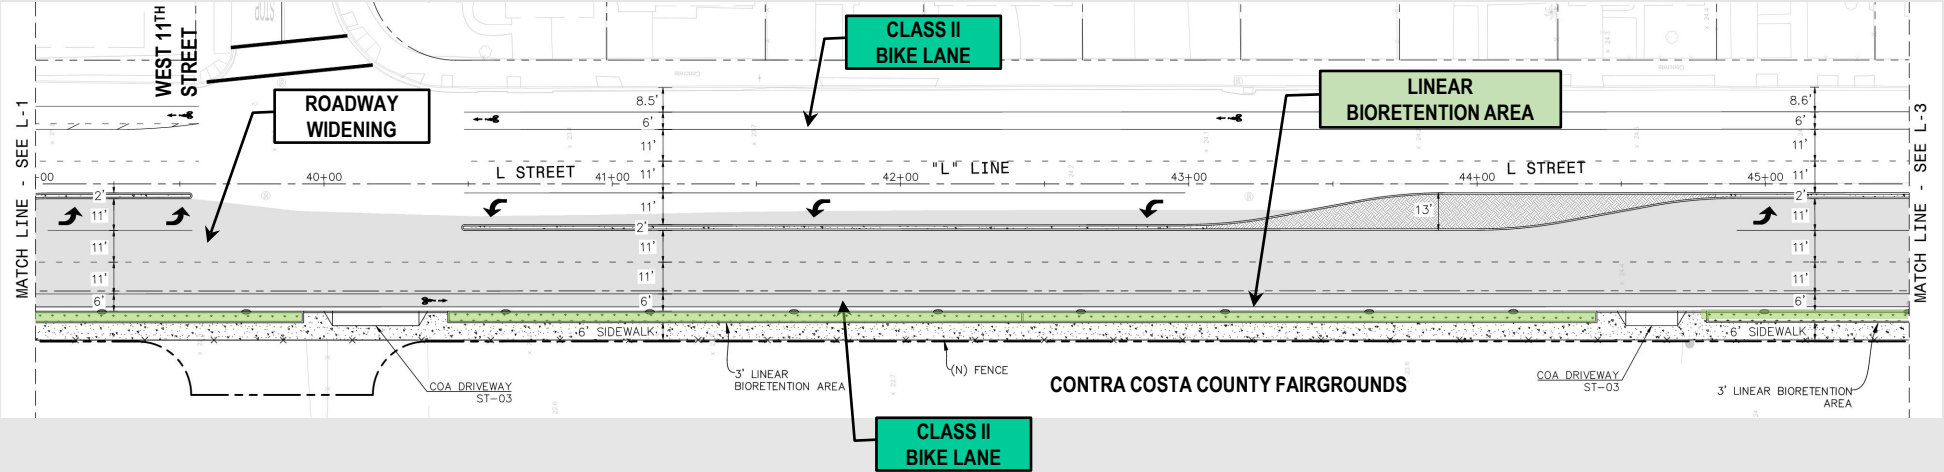 STOP
WEST 11TH
STREET
CLASS II
BIKE LANE
LINEAR
BIORETENTION AREA
ROADWAY
WIDENING
MATCH LINE - SEE L-1
MATCH LINE - SEE L-3
Concrete
Concrete
8.5'
6'
11'
11'
11'
2'
11'
11'
6'
8.6'
6'
11'
11'
2'
11'
11'
11'
6'
2'
11'
11'
11'
6'
13'
+00
40+00
L STREET
41+00
"L" LINE
42+00
43+00
44+00
L STREET
45+00
6' SIDEWALK
6' SIDEWALK
COA DRIVEWAY
ST-03
3' LINEAR
BIORETENTION AREA
(N) FENCE
CONTRA COSTA COUNTY FAIRGROUNDS
COA DRIVEWAY
ST-03
3' LINEAR BIORETENTION
AREA
CLASS II
BIKE LANE